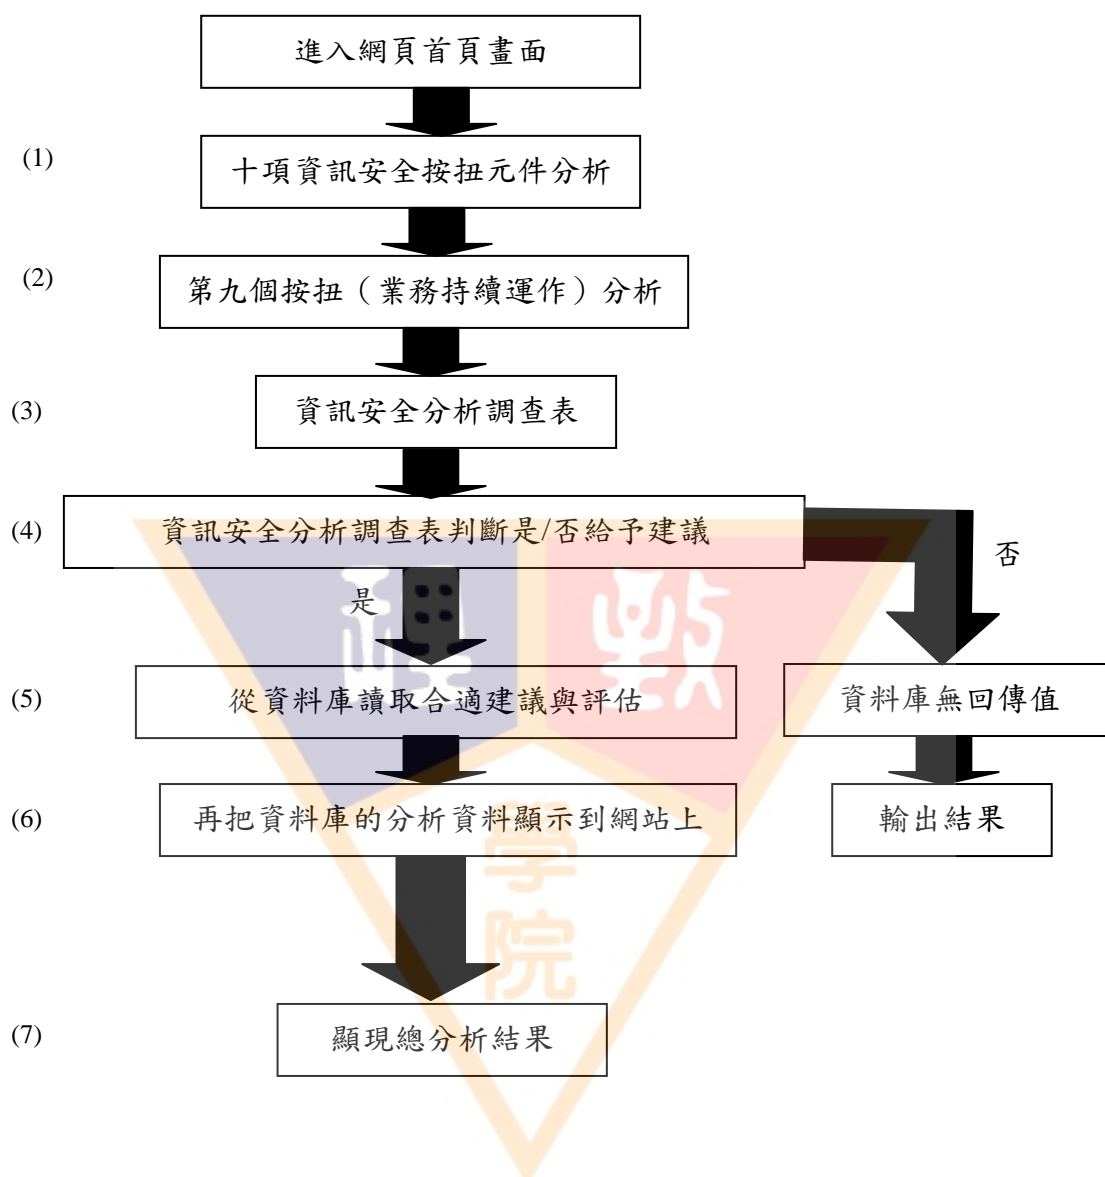 進入網頁首頁畫面
(1)
十項資訊安全按扭元件分析
(2)
第九個按扭（業務持續運作）分析
(3)
資訊安全分析調查表
(4)
資訊安全分析調查表判斷是/否給予建議
是
否
(5)
從資料庫讀取合適建議與評估
資料庫無回傳值
(6)
再把資料庫的分析資料顯示到網站上
輸出結果
學
院
(7)
顯現總分析結果